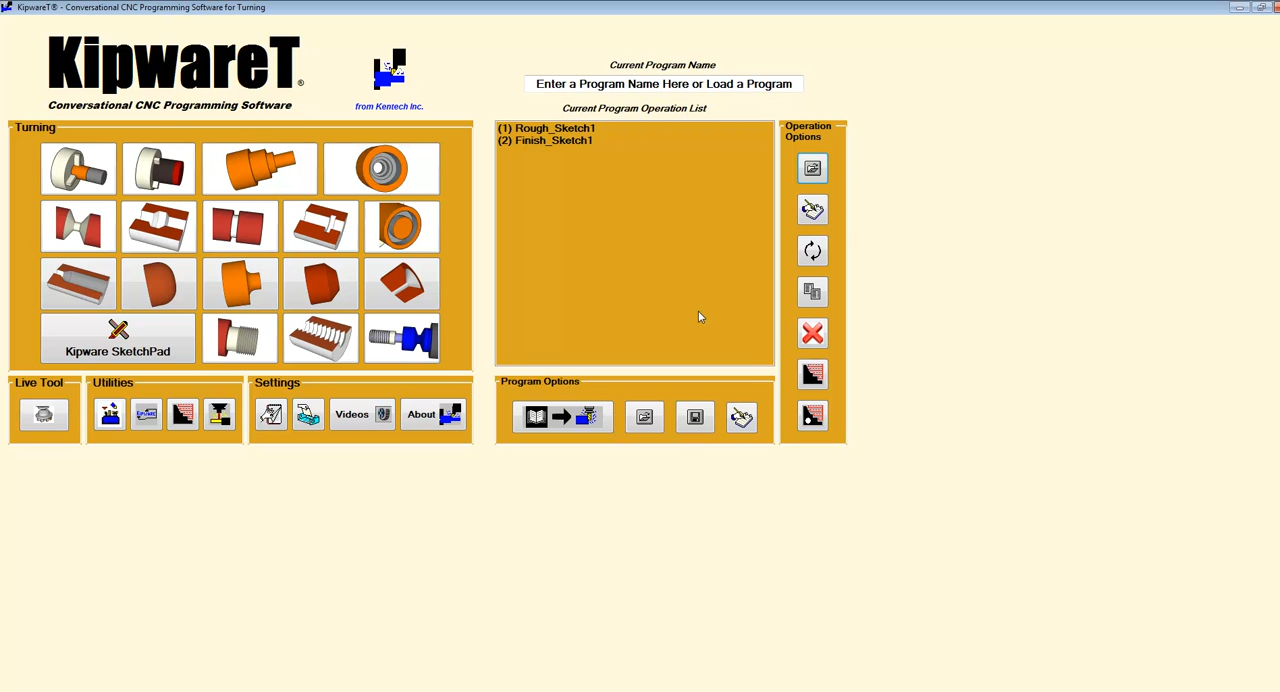 KipwareT® - Conversational CNC Programming Software for Turning
KipwareT®
Conversational CNC Programming Software
from Kentech Inc.
Current Program Name
Enter a Program Name Here or Load a Program
Current Program Operation List
Turning
(1) Rough_Sketch1
(2) Finish_Sketch1
Operation
Options
Kipware SketchPad
Live Tool
Utilities
Settings
Videos
About
Program Options